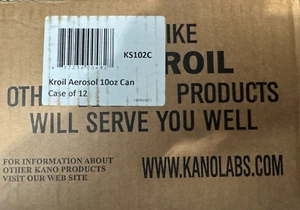 IKE
KS102C
ROIL
Kroil Aerosol 10oz Can
Case of 12
OTH PRODUCTS
WILL SERVE YOU WELL
FOR INFORMATION ABOUT
OTHER KANO PRODUCTS
VISIT OUR WEB SITE
WWW.KANOLABS.COM